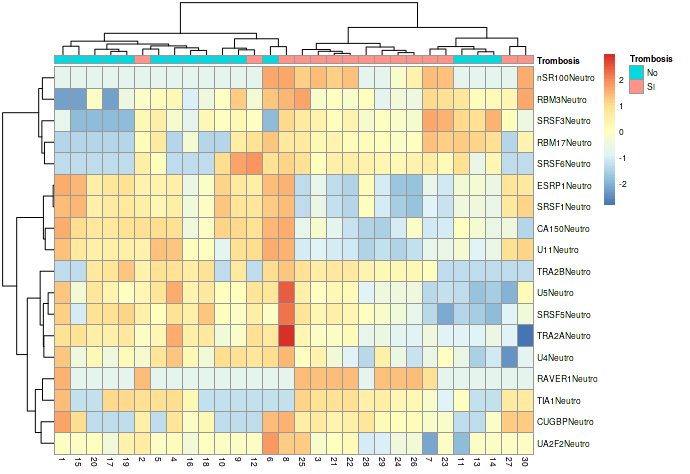 Trombosis
Trombosis
No
SI
nSR100Neutro
RBM3Neutro
SRSF3Neutro
RBM17Neutro
SRSF6Neutro
ESRP1Neutro
SRSF1Neutro
CA150Neutro
U11Neutro
TRA2BNeutro
U5Neutro
SRSF5Neutro
TRA2ANeutro
U4Neutro
RAVER1Neutro
TIA1Neutro
CUGBPNeutro
UA2F2Neutro
2
1
0
-1
-2
1 15 20 17 19 2 5 4 16 18 10 9 12 6 8 25 3 21 22 28 29 24 26 7 23 11 13 14 27 30